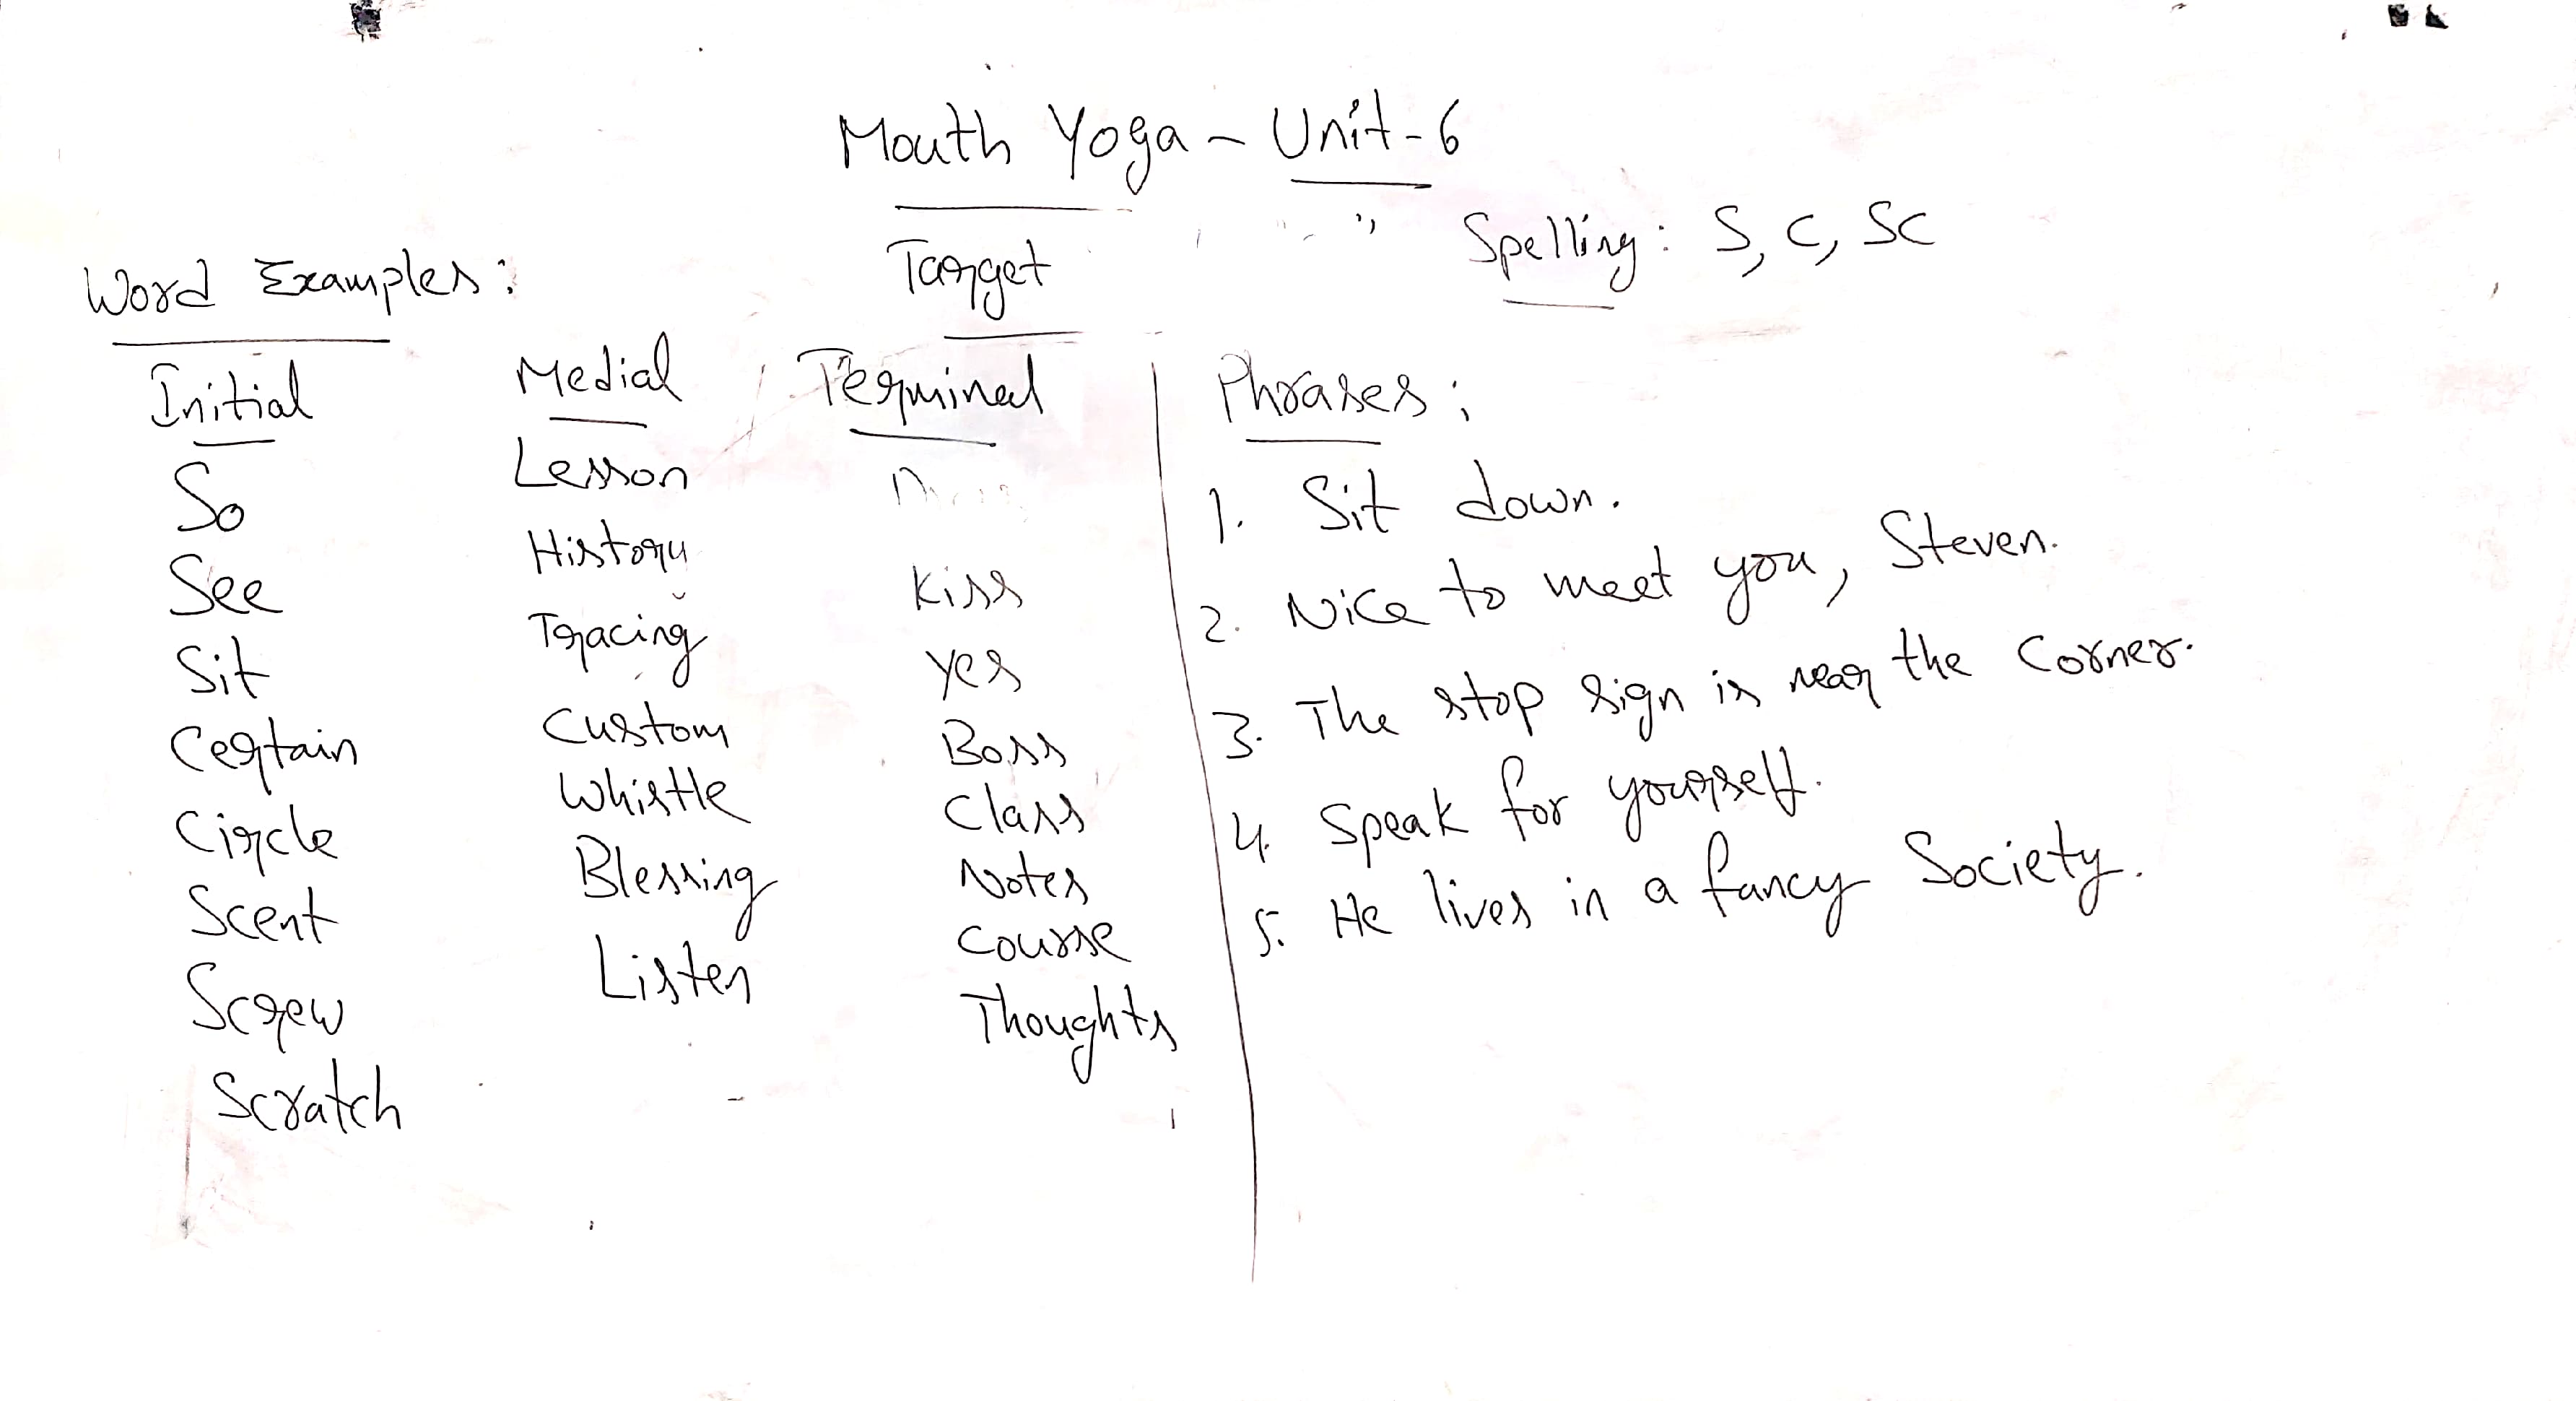 Mouth Yoga - Unit-6
Target
Spelling: S, C, SC
Word Examples:
Initial
So
See
Sit
Certain
Circle
Scent
Screw
Scratch
Medial
Lesson
History
Tracing
Custom
Whistle
Blessing
Listen
Terminal
Kiss
Yes
Boss
Class
Notes
Course
Thoughts
Phrases:
1. Sit down.
2. Nice to meet you, Steven.
3. The stop sign is near the Corner.
4. Speak for yourself.
5. He lives in a fancy Society.